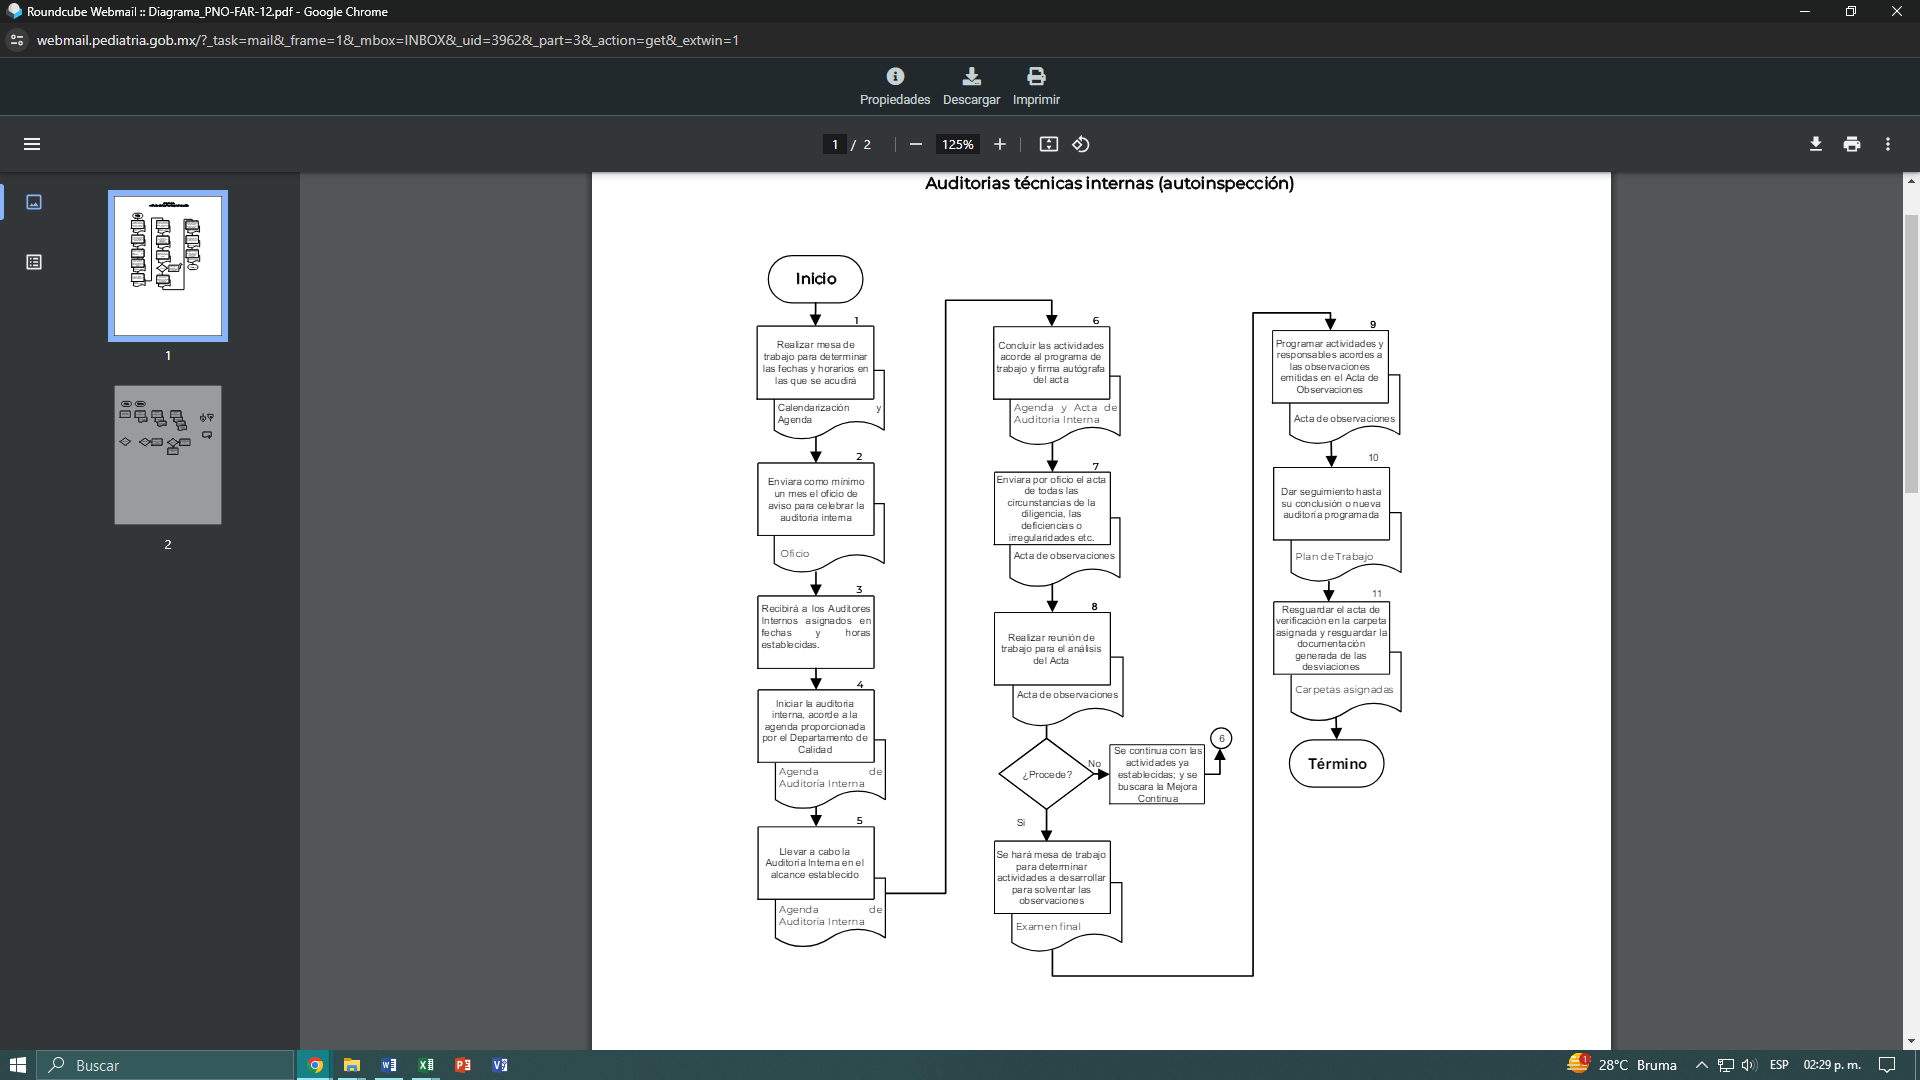 Roundcube Webmail :: Diagrama_PNO-FAR-12.pdf - Google Chrome
webmail.pediatria.gob.mx/?_task=mail&_frame=1&_mbox=INBOX&_uid=3962&_part=3&_action=get&_extwin=1
Propiedades
Descargar
Imprimir
1 / 2
125%
1
2
Auditorias técnicas internas (autoinspección)
Inicio
1
Realizar mesa de
trabajo para determinar
las fechas y horarios en
las que se acudirá
Calendarización y
Agenda
2
Enviara como mínimo
un mes el oficio de
aviso para celebrar la
auditoria interna
Oficio
3
Recibirá a los Auditores
Internos asignados en
fechas y horas
establecidas.
4
Iniciar la auditoria
interna, acorde a la
agenda proporcionada
por el Departamento de
Calidad
Agenda de
Auditoría Interna
5
Llevar a cabo la
Auditoría Interna en el
alcance establecido
Agenda de
Auditoría Interna
6
Concluir las actividades
acorde al programa de
trabajo y firma autógrafa
del acta
Agenda y Acta de
Auditoria Interna
7
Enviara por oficio el acta
de todas las
circunstancias de la
diligencia, las
deficiencias o
irregularidades etc.
Acta de observaciones
8
Realizar reunión de
trabajo para el análisis
del Acta
Acta de observaciones
¿Procede?
No
Se continua con las
actividades ya
establecidas; y se
buscara la Mejora
Continua
6
Si
Se hará mesa de trabajo
para determinar
actividades a desarrollar
para solventar las
observaciones
Examen final
9
Programar actividades y
responsables acordes a
las observaciones
emitidas en el Acta de
Observaciones
Acta de observaciones
10
Dar seguimiento hasta
su conclusión o nueva
auditoría programada
Plan de Trabajo
11
Resguardar el acta de
verificación en la carpeta
asignada y resguardar la
documentación
generada de las
desviaciones
Carpetas asignadas
Término
Buscar
1
28°C Bruma
ESP
02:29 p. m.